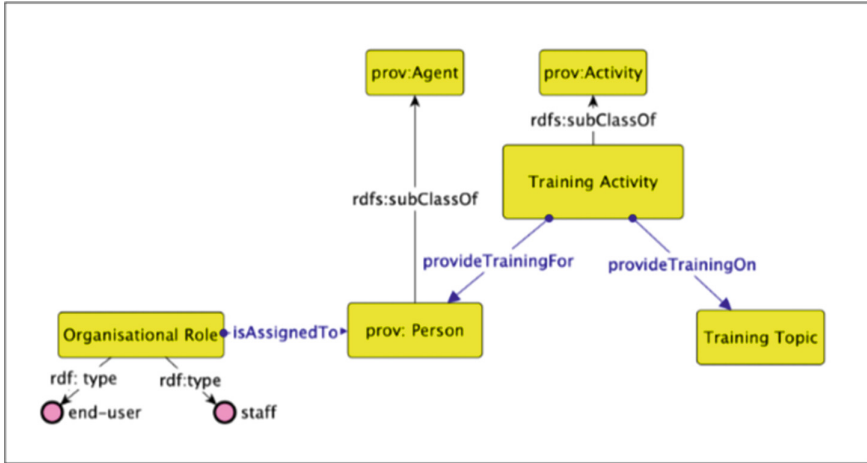 prov:Agent
prov:Activity
rdfs:subClassOf
Training Activity
rdfs:subClassOf
provideTrainingFor
provideTrainingOn
Organisational Role
isAssignedTo
prov: Person
Training Topic
rdf: type
rdf:type
end-user
staff